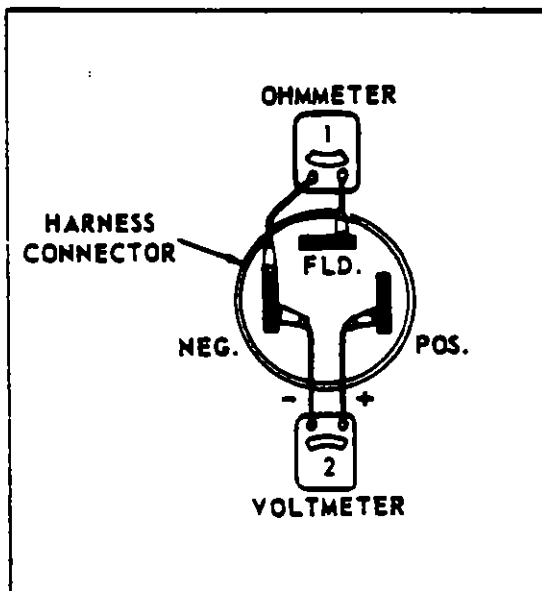 OHMMETER
1
HARNESS
CONNECTOR
FLD.
NEG.
POS.
- +
2
VOLTMETER